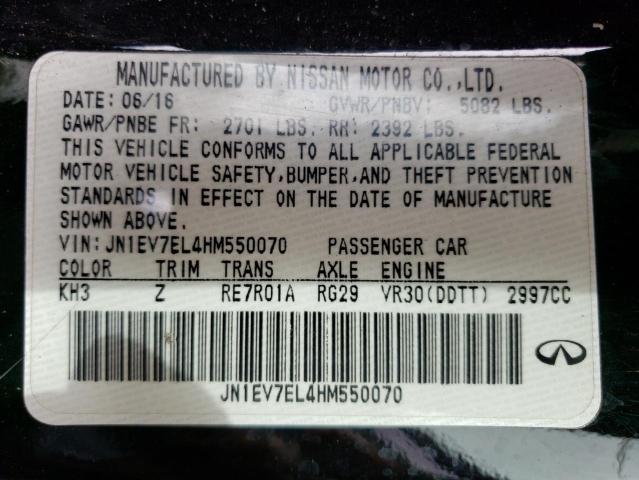 MANUFACTURED BY NISSAN MOTOR CO.,LTD.
DATE: 06/16 GVWR/PNBV: 5082 LBS.
GAWR/PNBE FR: 2701 LBS. RR: 2392 LBS.
THIS VEHICLE CONFORMS TO ALL APPLICABLE FEDERAL
MOTOR VEHICLE SAFETY,BUMPER,AND THEFT PREVENTION
STANDARDS IN EFFECT ON THE DATE OF MANUFACTURE
SHOWN ABOVE.
VIN:JN1EV7EL4HM550070 PASSENGER CAR
COLOR TRIM TRANS AXLE ENGINE
KH3 Z RE7R01A RG29 VR30(DDTT) 2997CC
JN1EV7EL4HM550070